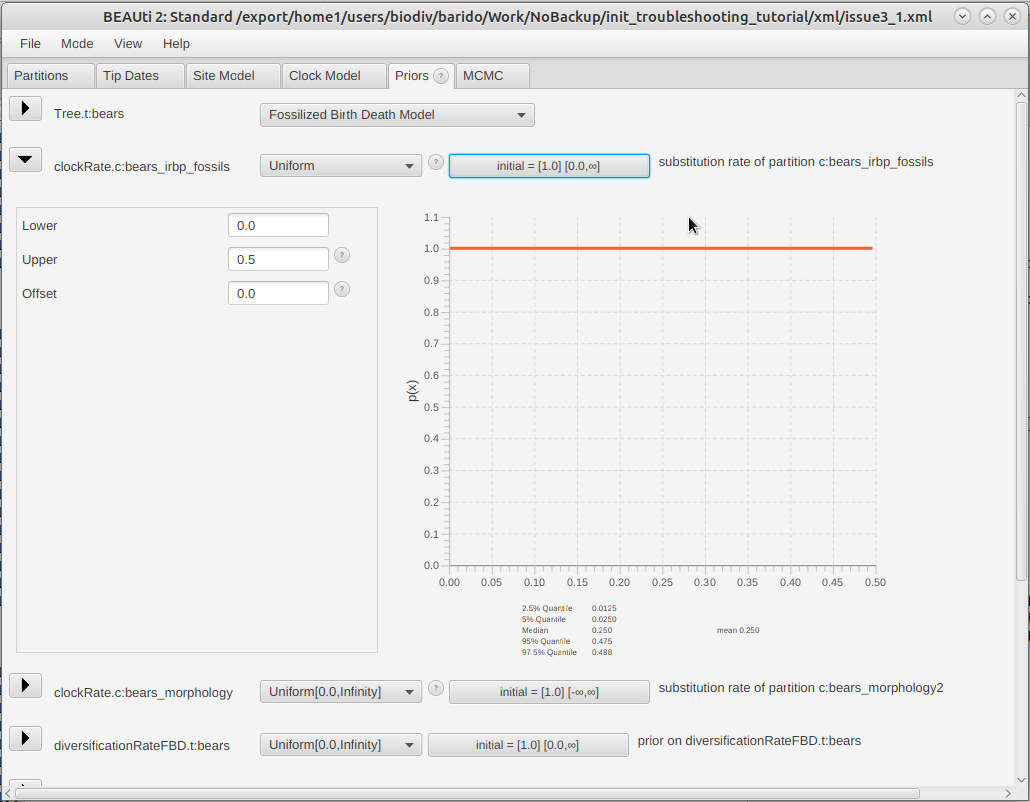 BEAUti 2: Standard /export/home1/users/biodiv/barido/Work/NoBackup/init_troubleshooting_tutorial/xml/issue3_1.xml
File Mode View Help
Partitions Tip Dates Site Model Clock Model Priors ? MCMC
Tree.t:bears Fossilized Birth Death Model
clockRate.c:bears_irbp_fossils Uniform ? initial = [1.0] [0.0,∞] substitution rate of partition c:bears_irbp_fossils
Lower 0.0
Upper 0.5 ?
Offset 0.0 ?
1.1
1.0
0.9
0.8
0.7
0.6
0.5
0.4
0.3
0.2
0.1
0.0
p(x)
0.00 0.05 0.10 0.15 0.20 0.25 0.30 0.35 0.40 0.45 0.50
2.5% Quantile 0.0125
5% Quantile 0.0250
Median 0.250 mean 0.250
95% Quantile 0.475
97.5% Quantile 0.488
clockRate.c:bears_morphology Uniform[0.0,Infinity] ? initial = [1.0] [-∞,∞] substitution rate of partition c:bears_morphology2
diversificationRateFBD.t:bears Uniform[0.0,Infinity] initial = [1.0] [0.0,∞] prior on diversificationRateFBD.t:bears